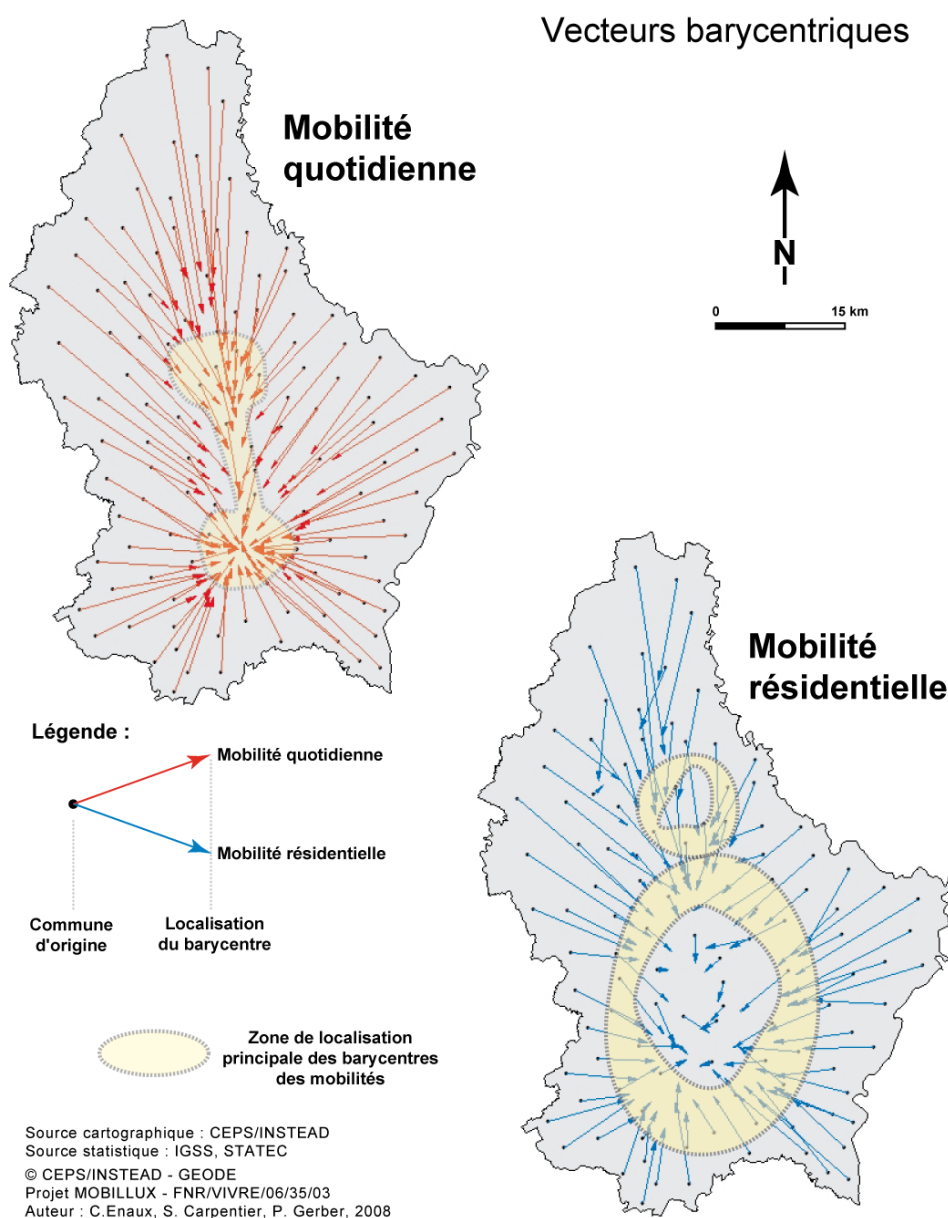 Vecteurs barycentriques
Mobilité
quotidienne
N
0 15 km
Mobilité
résidentielle
Légende :
Mobilité quotidienne
Mobilité résidentielle
Commune
d'origine
Localisation
du barycentre
Zone de localisation
principale des barycentres
des mobilités
Source cartographique : CEPS/INSTEAD
Source statistique : IGSS, STATEC
© CEPS/INSTEAD - GEODE
Projet MOBILLUX - FNR/VIVRE/06/35/03
Auteur : C.Enaux, S. Carpentier, P. Gerber, 2008